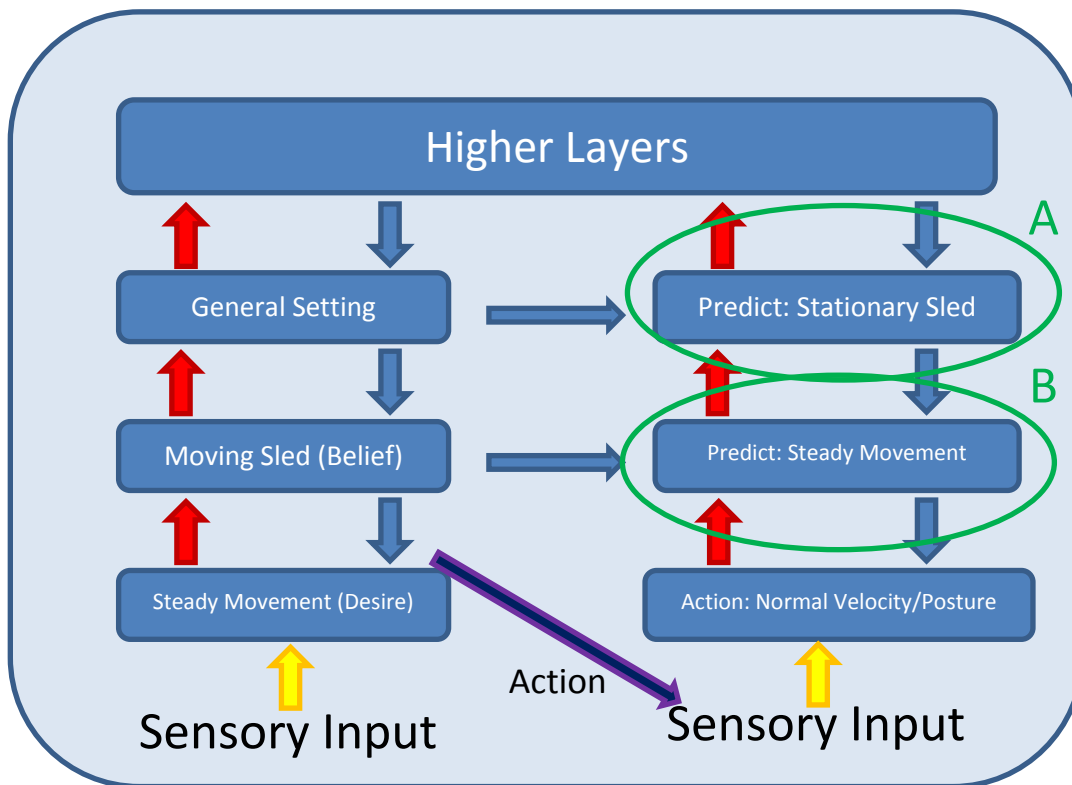 Higher Layers
A
General Setting
Predict: Stationary Sled
B
Moving Sled (Belief)
Predict: Steady Movement
Steady Movement (Desire)
Action: Normal Velocity/Posture
Action
Sensory Input
Sensory Input